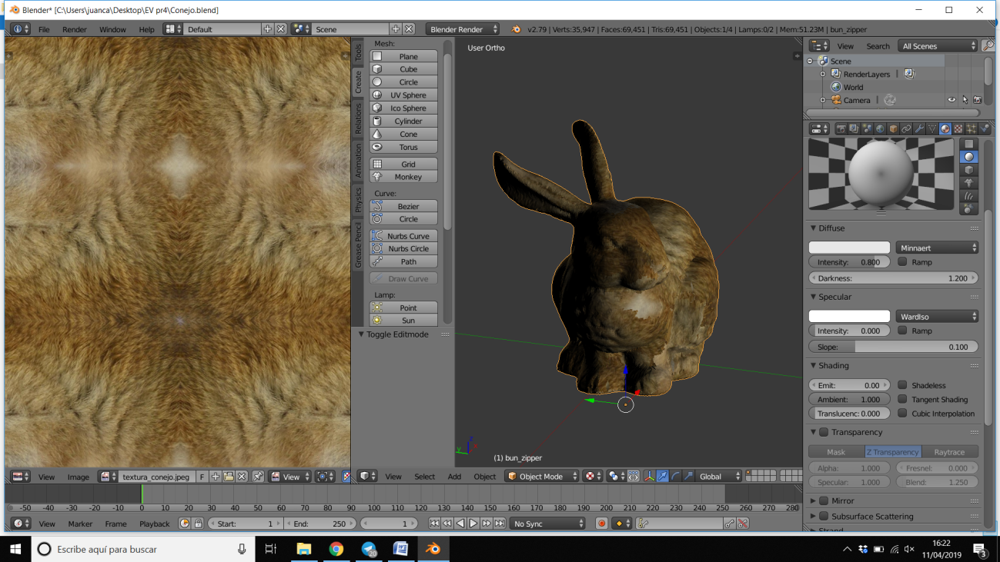 Blender* [C:\Users\juanca\Desktop\EV pr4\Conejo.blend]
File Render Window Help Default Scene Blender Render v2.79 | Verts:35,947 | Faces:69,451 | Tris:69,451 | Objects:1/4 | Lamps:0/2 | Mem:51.23M | bun_zipper
Tools
Create
Relations
Animation
Physics
Grease Pencil
Mesh:
Plane
Cube
Circle
UV Sphere
Ico Sphere
Cylinder
Cone
Torus
Grid
Monkey
Curve:
Bezier
Circle
Nurbs Curve
Nurbs Circle
Path
Draw Curve
Lamp:
Point
Sun
Toggle Editmode
User Ortho
z
y
x
(1) bun_zipper
View Search All Scenes
Scene
RenderLayers |
World
Camera |
Diffuse
Minnaert
Intensity: 0.800 Ramp
Darkness: 1.200
Specular
WardIso
Intensity: 0.000 Ramp
Slope: 0.100
Shading
Emit: 0.00 Shadeless
Ambient: 1.000 Tangent Shading
Translucenc: 0.000 Cubic Interpolation
Transparency
Mask Z Transparency Raytrace
Alpha: 1.000 Fresnel: 0.000
Specular: 1.000 Blend: 1.250
Mirror
Subsurface Scattering
Strand
View Image textura_conejo.jpeg F View
View Select Add Object Object Mode Global
-50 -40 -30 -20 -10 0 10 20 30 40 50 60 70 80 90 100 110 120 130 140 150 160 170 180 190 200 210 220 230 240 250 260 270 280
View Marker Frame Playback Start: 1 End: 250 1 No Sync
Escribe aquí para buscar
20
16:22
11/04/2019
3